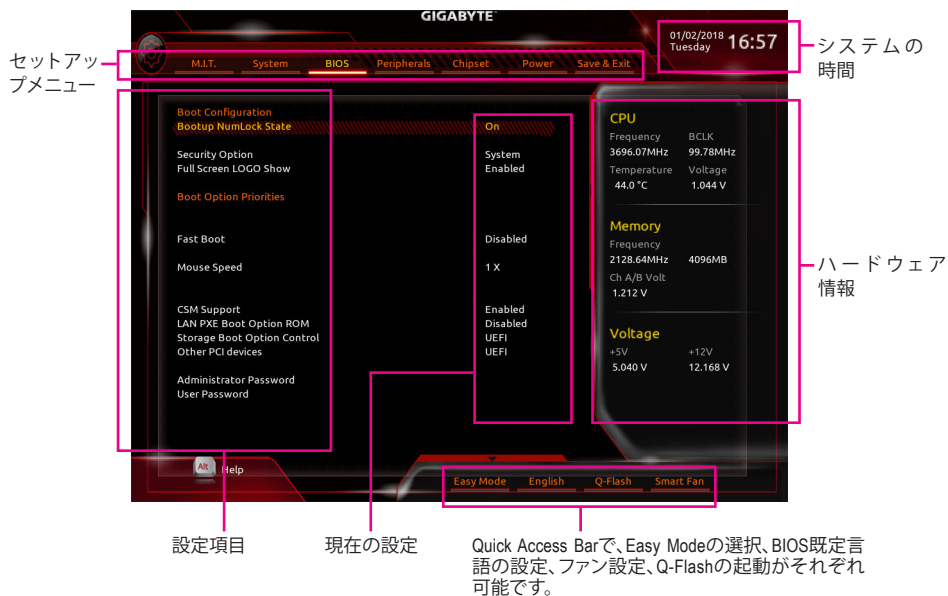 GIGABYTE™
01/02/2018
Tuesday
16:57
システムの
時間
セットアッ
プメニュー
M.I.T. System BIOS Peripherals Chipset Power Save & Exit
Boot Configuration
Bootup NumLock State On
Security Option System
Full Screen LOGO Show Enabled
Boot Option Priorities
Fast Boot Disabled
Mouse Speed 1 X
CSM Support Enabled
LAN PXE Boot Option ROM Disabled
Storage Boot Option Control UEFI
Other PCI devices UEFI
Administrator Password
User Password
CPU
Frequency BCLK
3696.07MHz 99.78MHz
Temperature Voltage
44.0 °C 1.044 V
Memory
Frequency
2128.64MHz 4096MB
Ch A/B Volt
1.212 V
Voltage
+5V +12V
5.040 V 12.168 V
ハードウェア
情報
Alt Help
Easy Mode English Q-Flash Smart Fan
設定項目
現在の設定
Quick Access Barで、Easy Modeの選択、BIOS既定言
語の設定、ファン設定、Q-Flashの起動がそれぞれ
可能です。